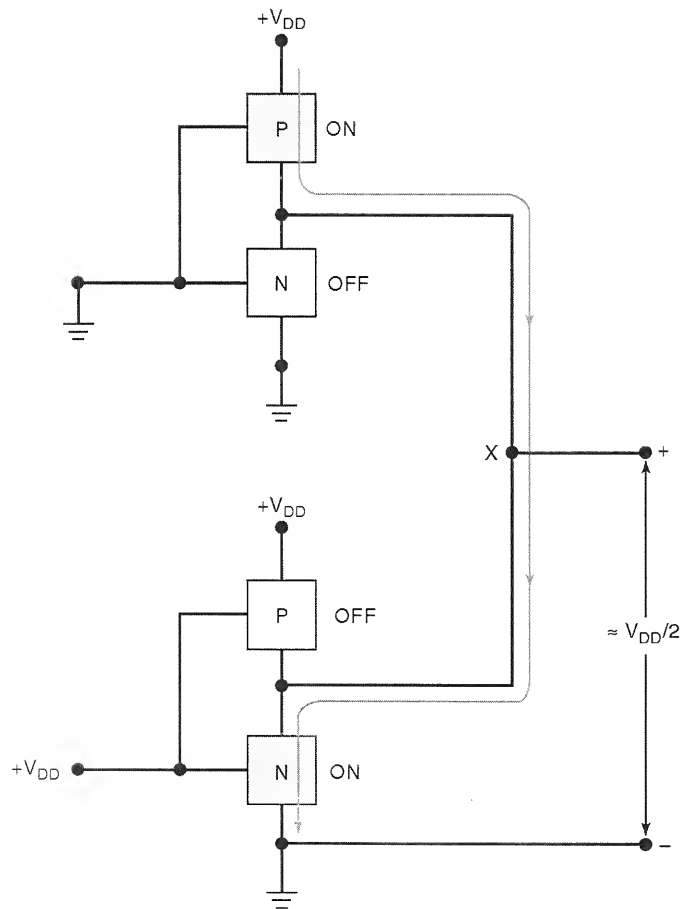 +V_DD
P ON
N OFF
X +
+V_DD
P OFF
≈ V_DD/2
+V_DD N ON
–